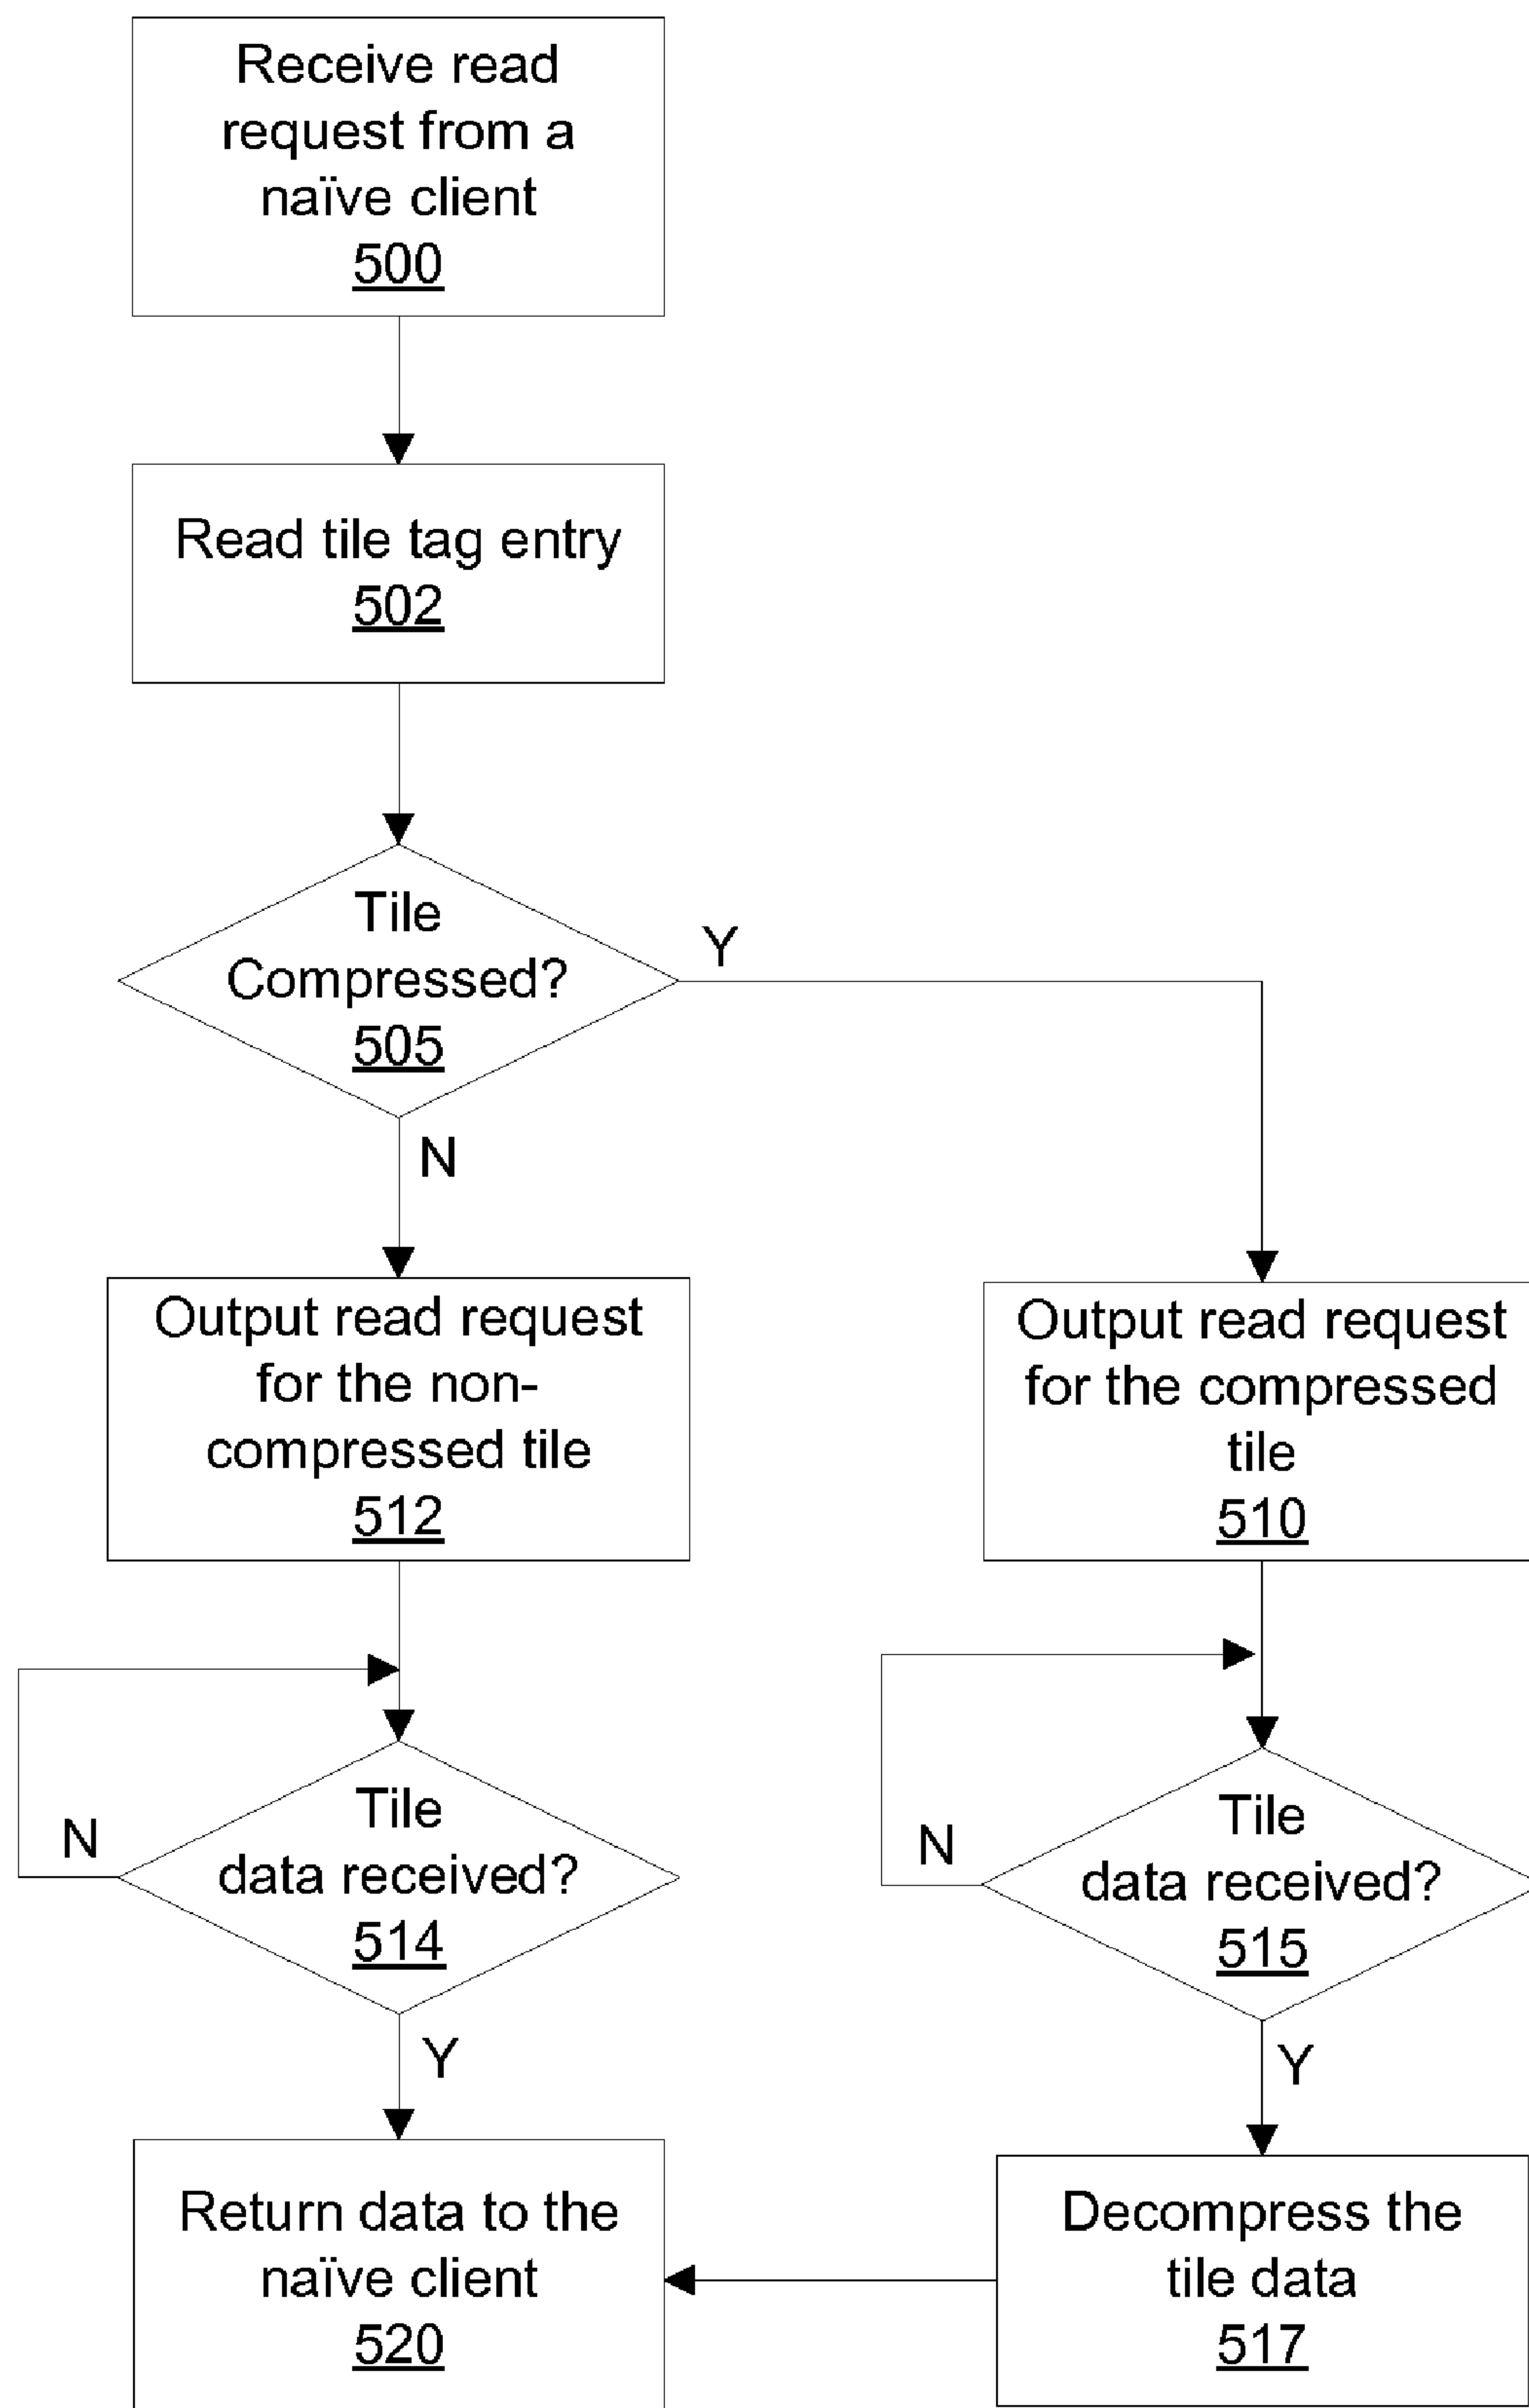 Receive read
request from a
naïve client
500
Read tile tag entry
502
Tile
Compressed?
505
Y
N
Output read request
for the non-
compressed tile
512
Output read request
for the compressed
tile
510
Tile
data received?
514
N
Y
Tile
data received?
515
N
Y
Return data to the
naïve client
520
Decompress the
tile data
517